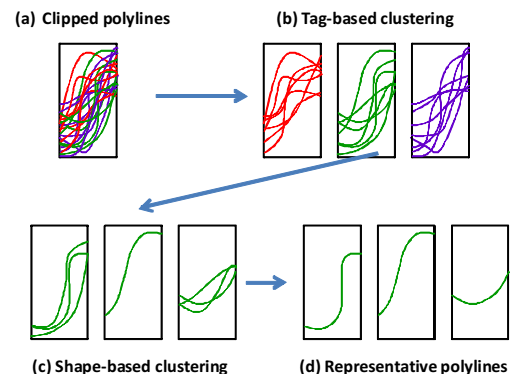 (a) Clipped polylines
(b) Tag-based clustering
(c) Shape-based clustering
(d) Representative polylines